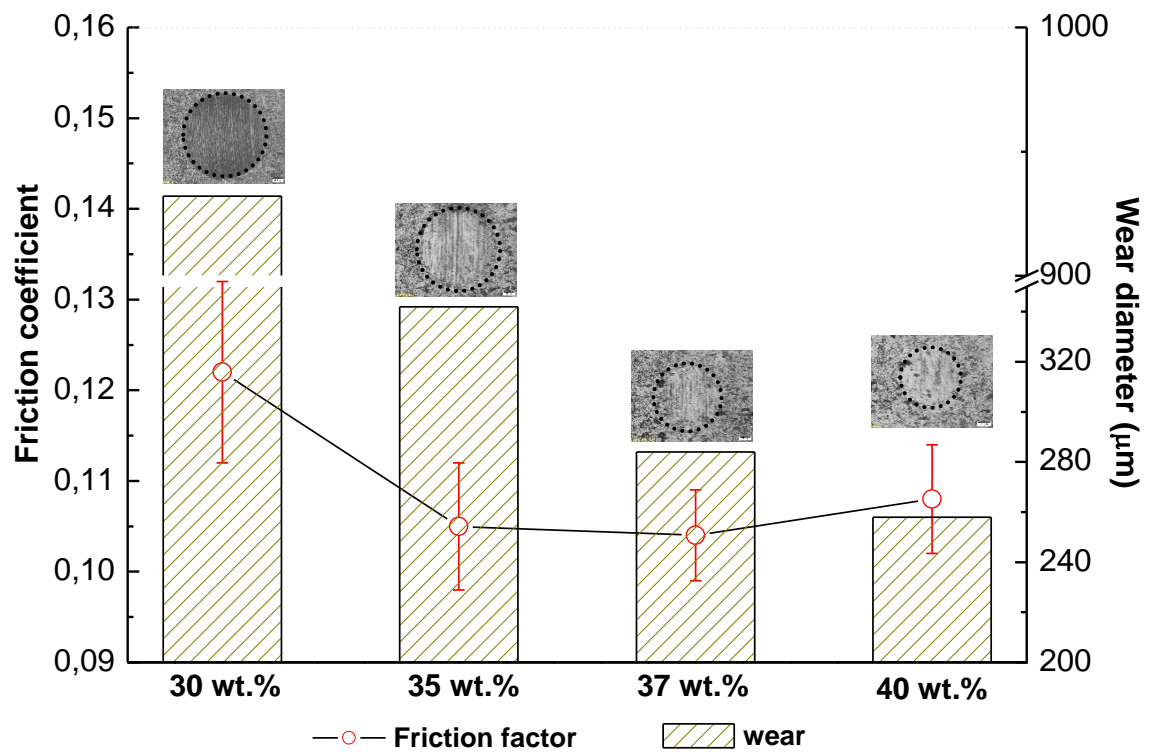 Friction coefficient
0,16
0,15
0,14
0,13
0,12
0,11
0,10
0,09
1000
900
320
280
240
200
Wear diameter (μm)
30 wt.%
35 wt.%
37 wt.%
40 wt.%
Friction factor
wear